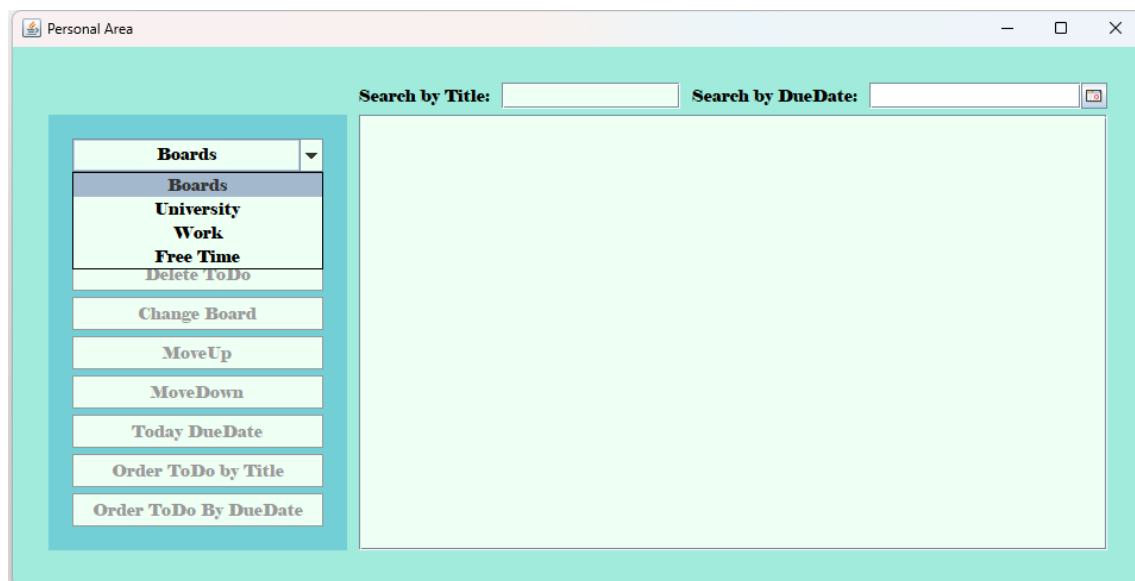 Personal Area
Search by Title: Search by DueDate:
Boards
Boards
University
Work
Free Time
Delete ToDo
Change Board
MoveUp
MoveDown
Today DueDate
Order ToDo by Title
Order ToDo By DueDate